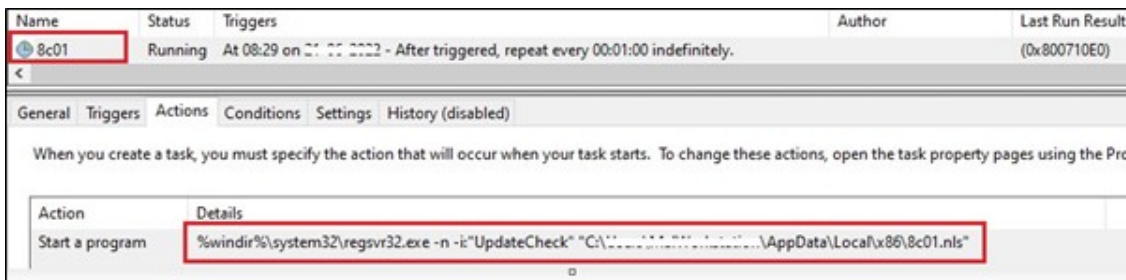 Name Status Triggers Author Last Run Result
8c01 Running At 08:29 on - After triggered, repeat every 00:01:00 indefinitely. (0x800710E0)
General Triggers Actions Conditions Settings History (disabled)
When you create a task, you must specify the action that will occur when your task starts. To change these actions, open the task property pages using the Pro
Action Details
Start a program %windir%\system32\regsvr32.exe -n -i:"UpdateCheck" "C:\ \AppData\Local\x86\8c01.nls"